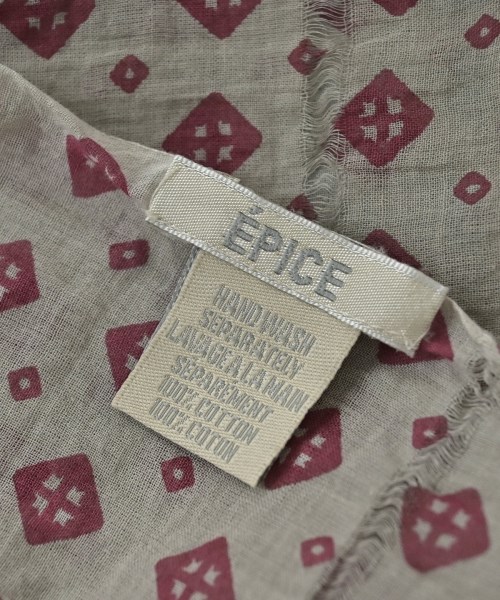 ÉPICE
HAND WASH
SEPARATELY
LAVAGE A LA MAIN
SEPARÉMENT
100% COTTON
100% COTON